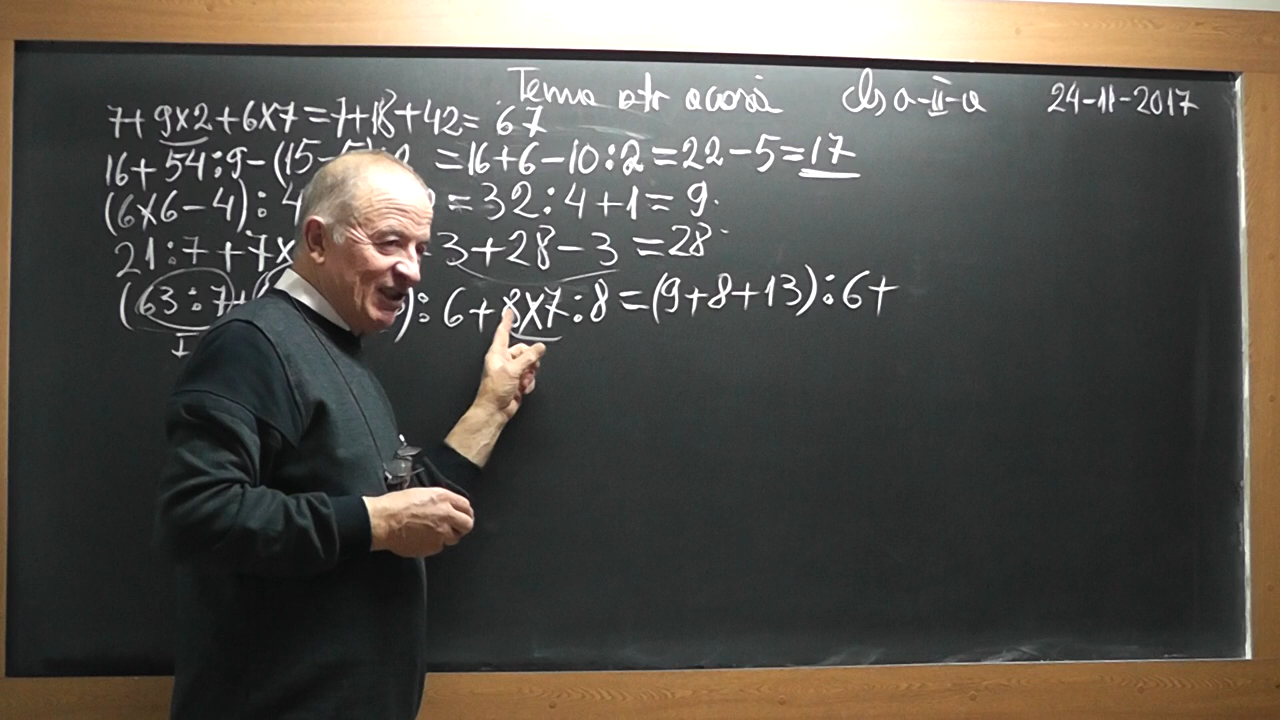 Tema ptr acasă cls a-II-a 24-11-2017
7+9x2+6x7=7+18+42=67
16+54:9-(15-5):2=16+6-10:2=22-5=17
(6x6-4):4 =32:4+1=9
21:7+7x 3+28-3=28
(63:7+ ):6+8x7:8=(9+8+13):6+
I